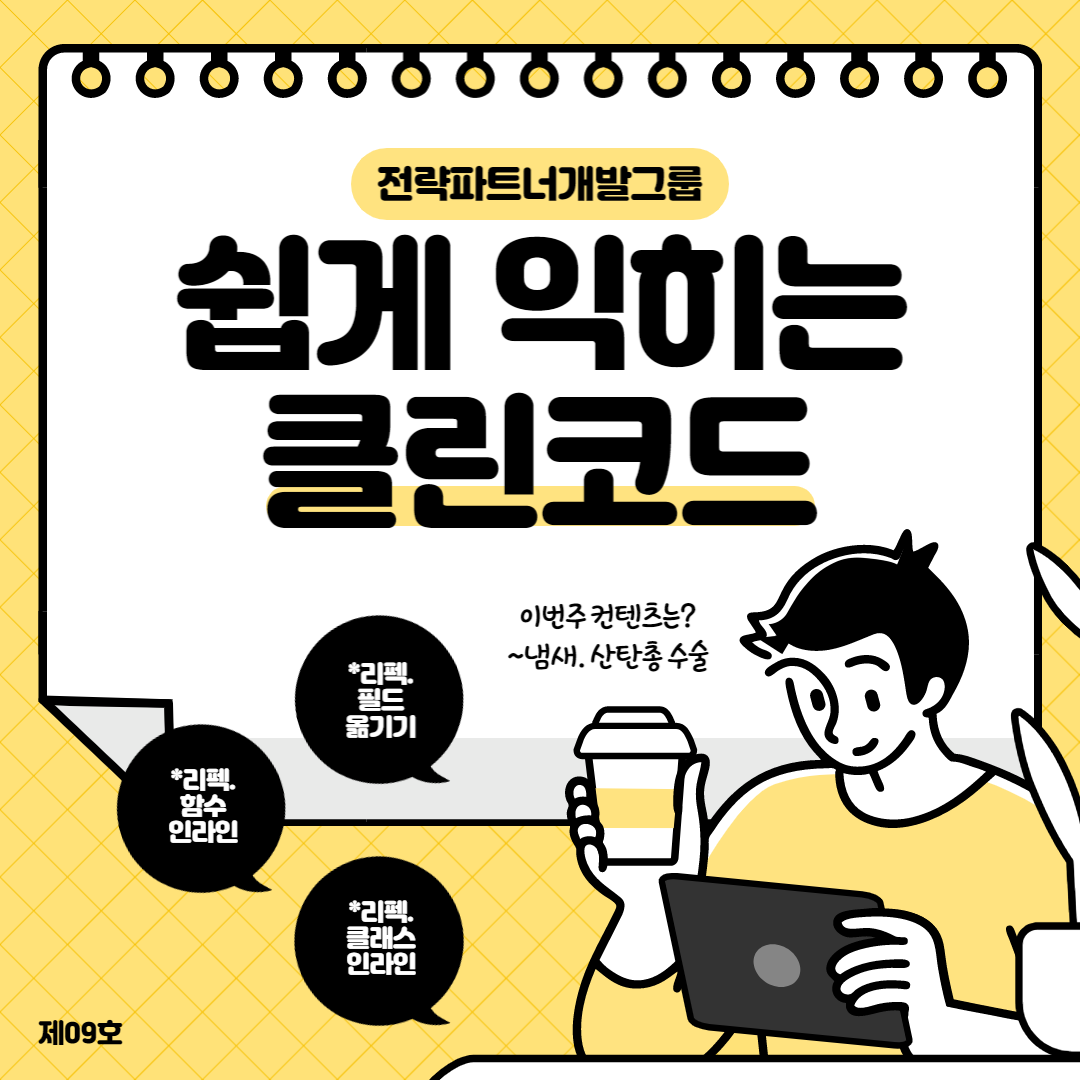 전략파트너개발그룹
쉽게 익히는
클린코드
이번주 컨텐츠는?
~냄새. 산탄총 수술
*리펙.
필드
옮기기
*리펙.
함수
인라인
*리펙.
클래스
인라인
제09호